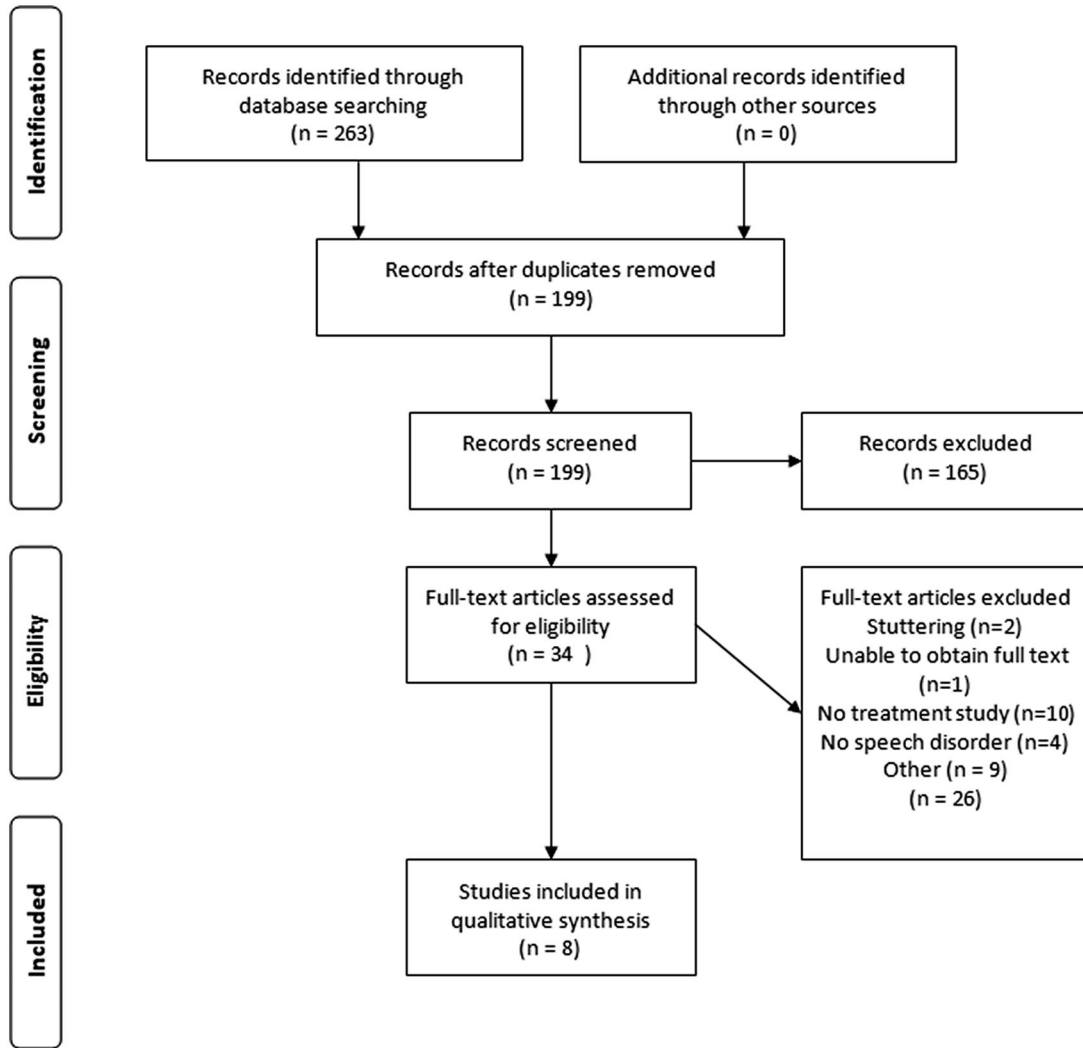 Identification
Records identified through
database searching
(n = 263)
Additional records identified
through other sources
(n = 0)
Records after duplicates removed
(n = 199)
Screening
Records screened
(n = 199)
Records excluded
(n = 165)
Eligibility
Full-text articles assessed
for eligibility
(n = 34 )
Full-text articles excluded
Stuttering (n=2)
Unable to obtain full text
(n=1)
No treatment study (n=10)
No speech disorder (n=4)
Other (n = 9)
(n = 26)
Included
Studies included in
qualitative synthesis
(n = 8)